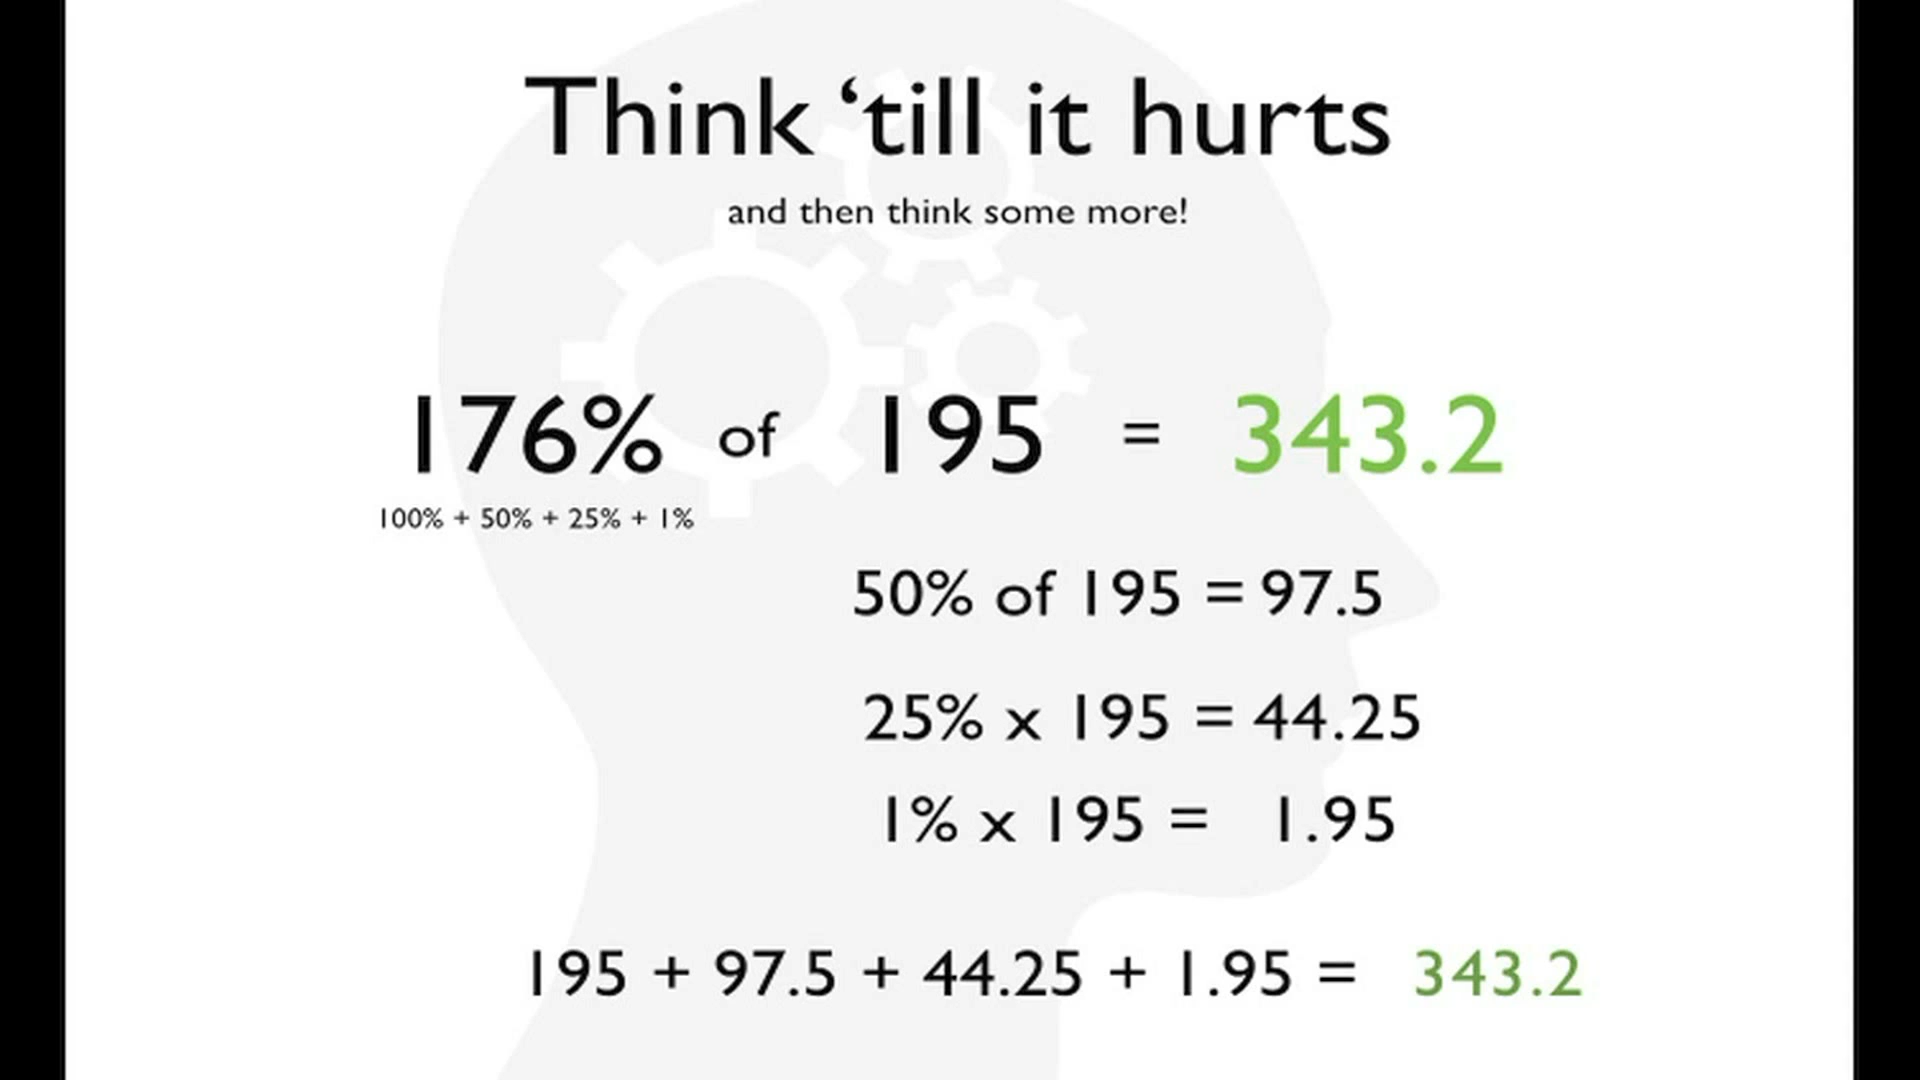 Think ‘till it hurts
and then think some more!
176% of 195 = 343.2
100% + 50% + 25% + 1%
50% of 195 = 97.5
25% x 195 = 44.25
1% x 195 = 1.95
195 + 97.5 + 44.25 + 1.95 = 343.2